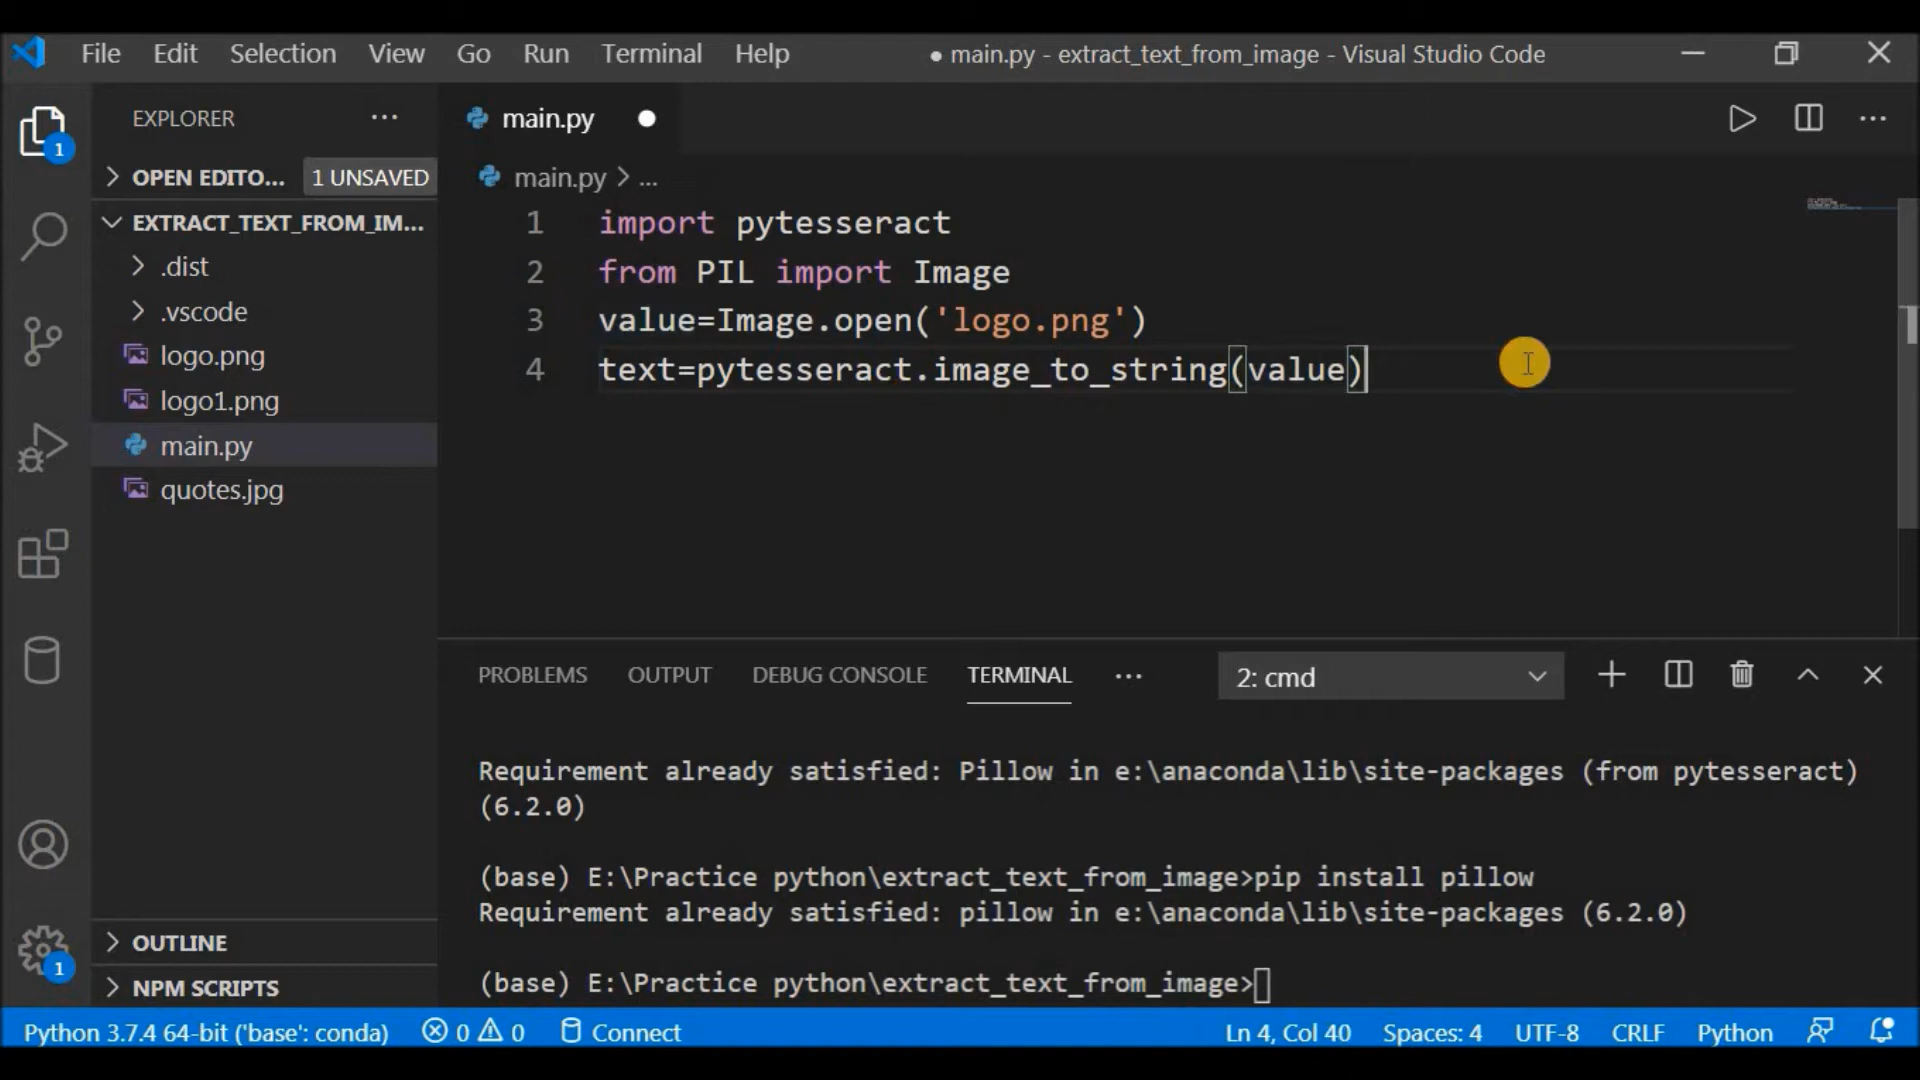 File Edit Selection View Go Run Terminal Help ● main.py - extract_text_from_image - Visual Studio Code
EXPLORER ···
1
OPEN EDITO... 1 UNSAVED
EXTRACT_TEXT_FROM_IM...
.dist
.vscode
logo.png
logo1.png
main.py
quotes.jpg
OUTLINE
NPM SCRIPTS
1
main.py ●
main.py > ...
1 import pytesseract
2 from PIL import Image
3 value=Image.open('logo.png')
4 text=pytesseract.image_to_string(value)
PROBLEMS OUTPUT DEBUG CONSOLE TERMINAL ··· 2: cmd
Requirement already satisfied: Pillow in e:\anaconda\lib\site-packages (from pytesseract)
(6.2.0)
(base) E:\Practice python\extract_text_from_image>pip install pillow
Requirement already satisfied: pillow in e:\anaconda\lib\site-packages (6.2.0)
(base) E:\Practice python\extract_text_from_image>
Python 3.7.4 64-bit ('base': conda) 0 0 Connect Ln 4, Col 40 Spaces: 4 UTF-8 CRLF Python